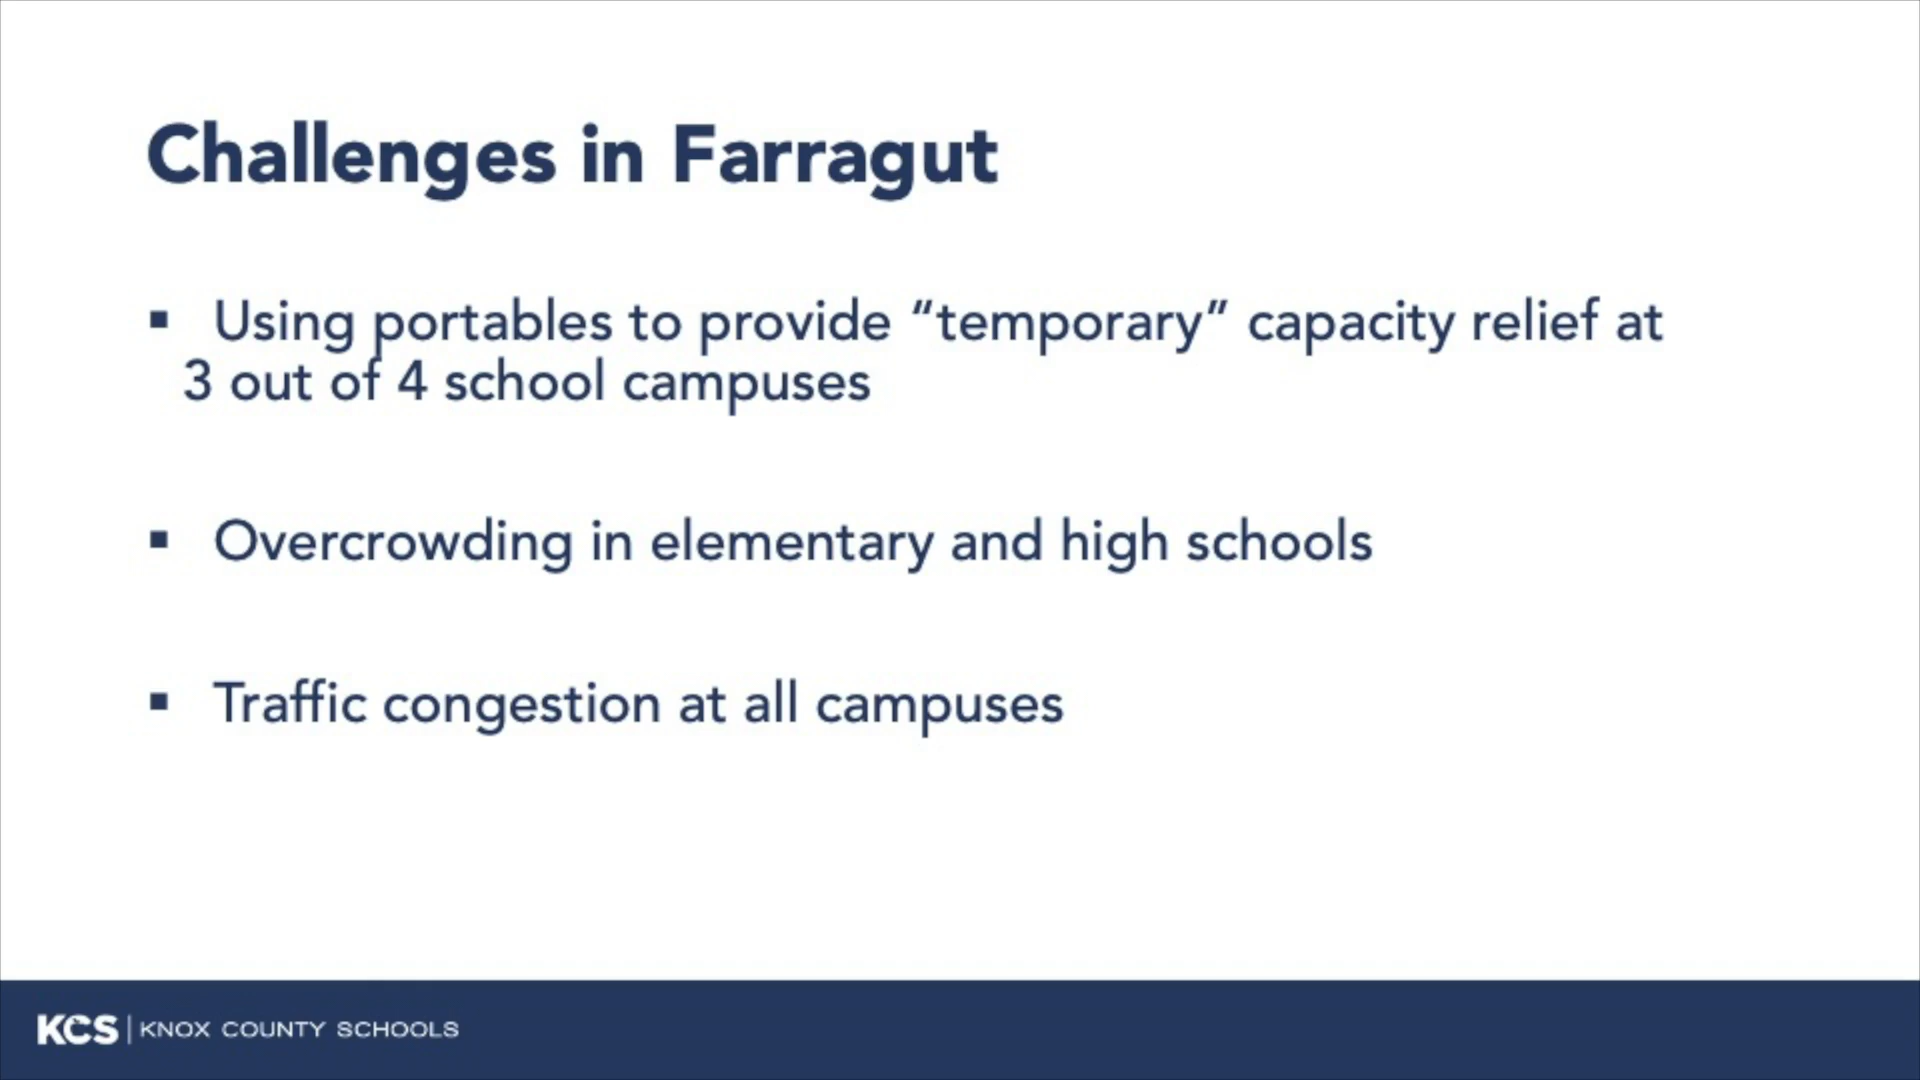 Challenges in Farragut
▪ Using portables to provide “temporary” capacity relief at
3 out of 4 school campuses
▪ Overcrowding in elementary and high schools
▪ Traffic congestion at all campuses
KCS | KNOX COUNTY SCHOOLS